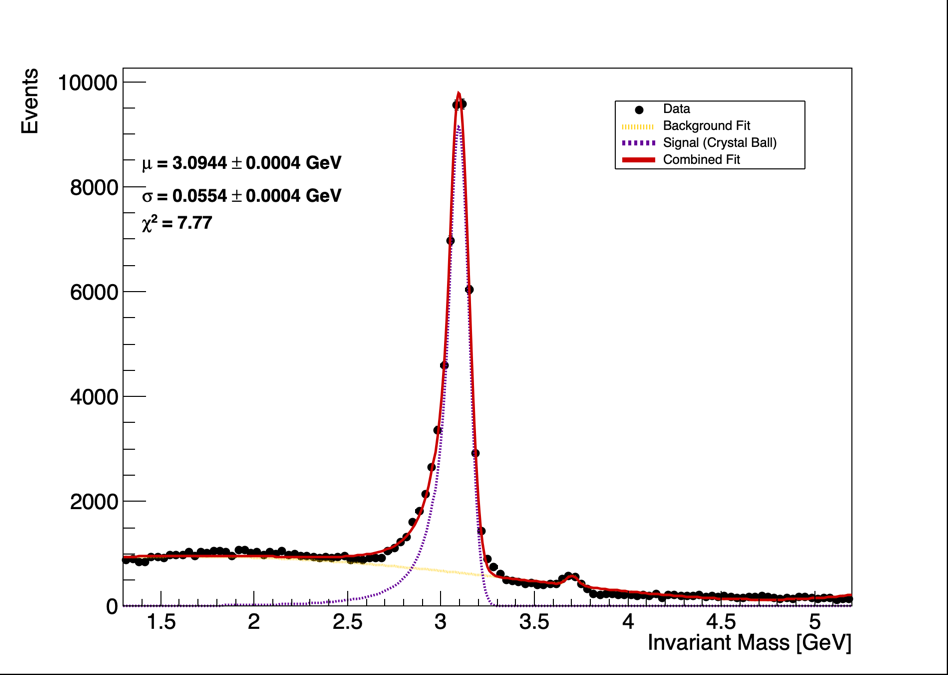 Events
10000
8000
6000
4000
2000
0
μ = 3.0944 ± 0.0004 GeV
σ = 0.0554 ± 0.0004 GeV
χ² = 7.77
Data
Background Fit
Signal (Crystal Ball)
Combined Fit
1.5 2 2.5 3 3.5 4 4.5 5
Invariant Mass [GeV]